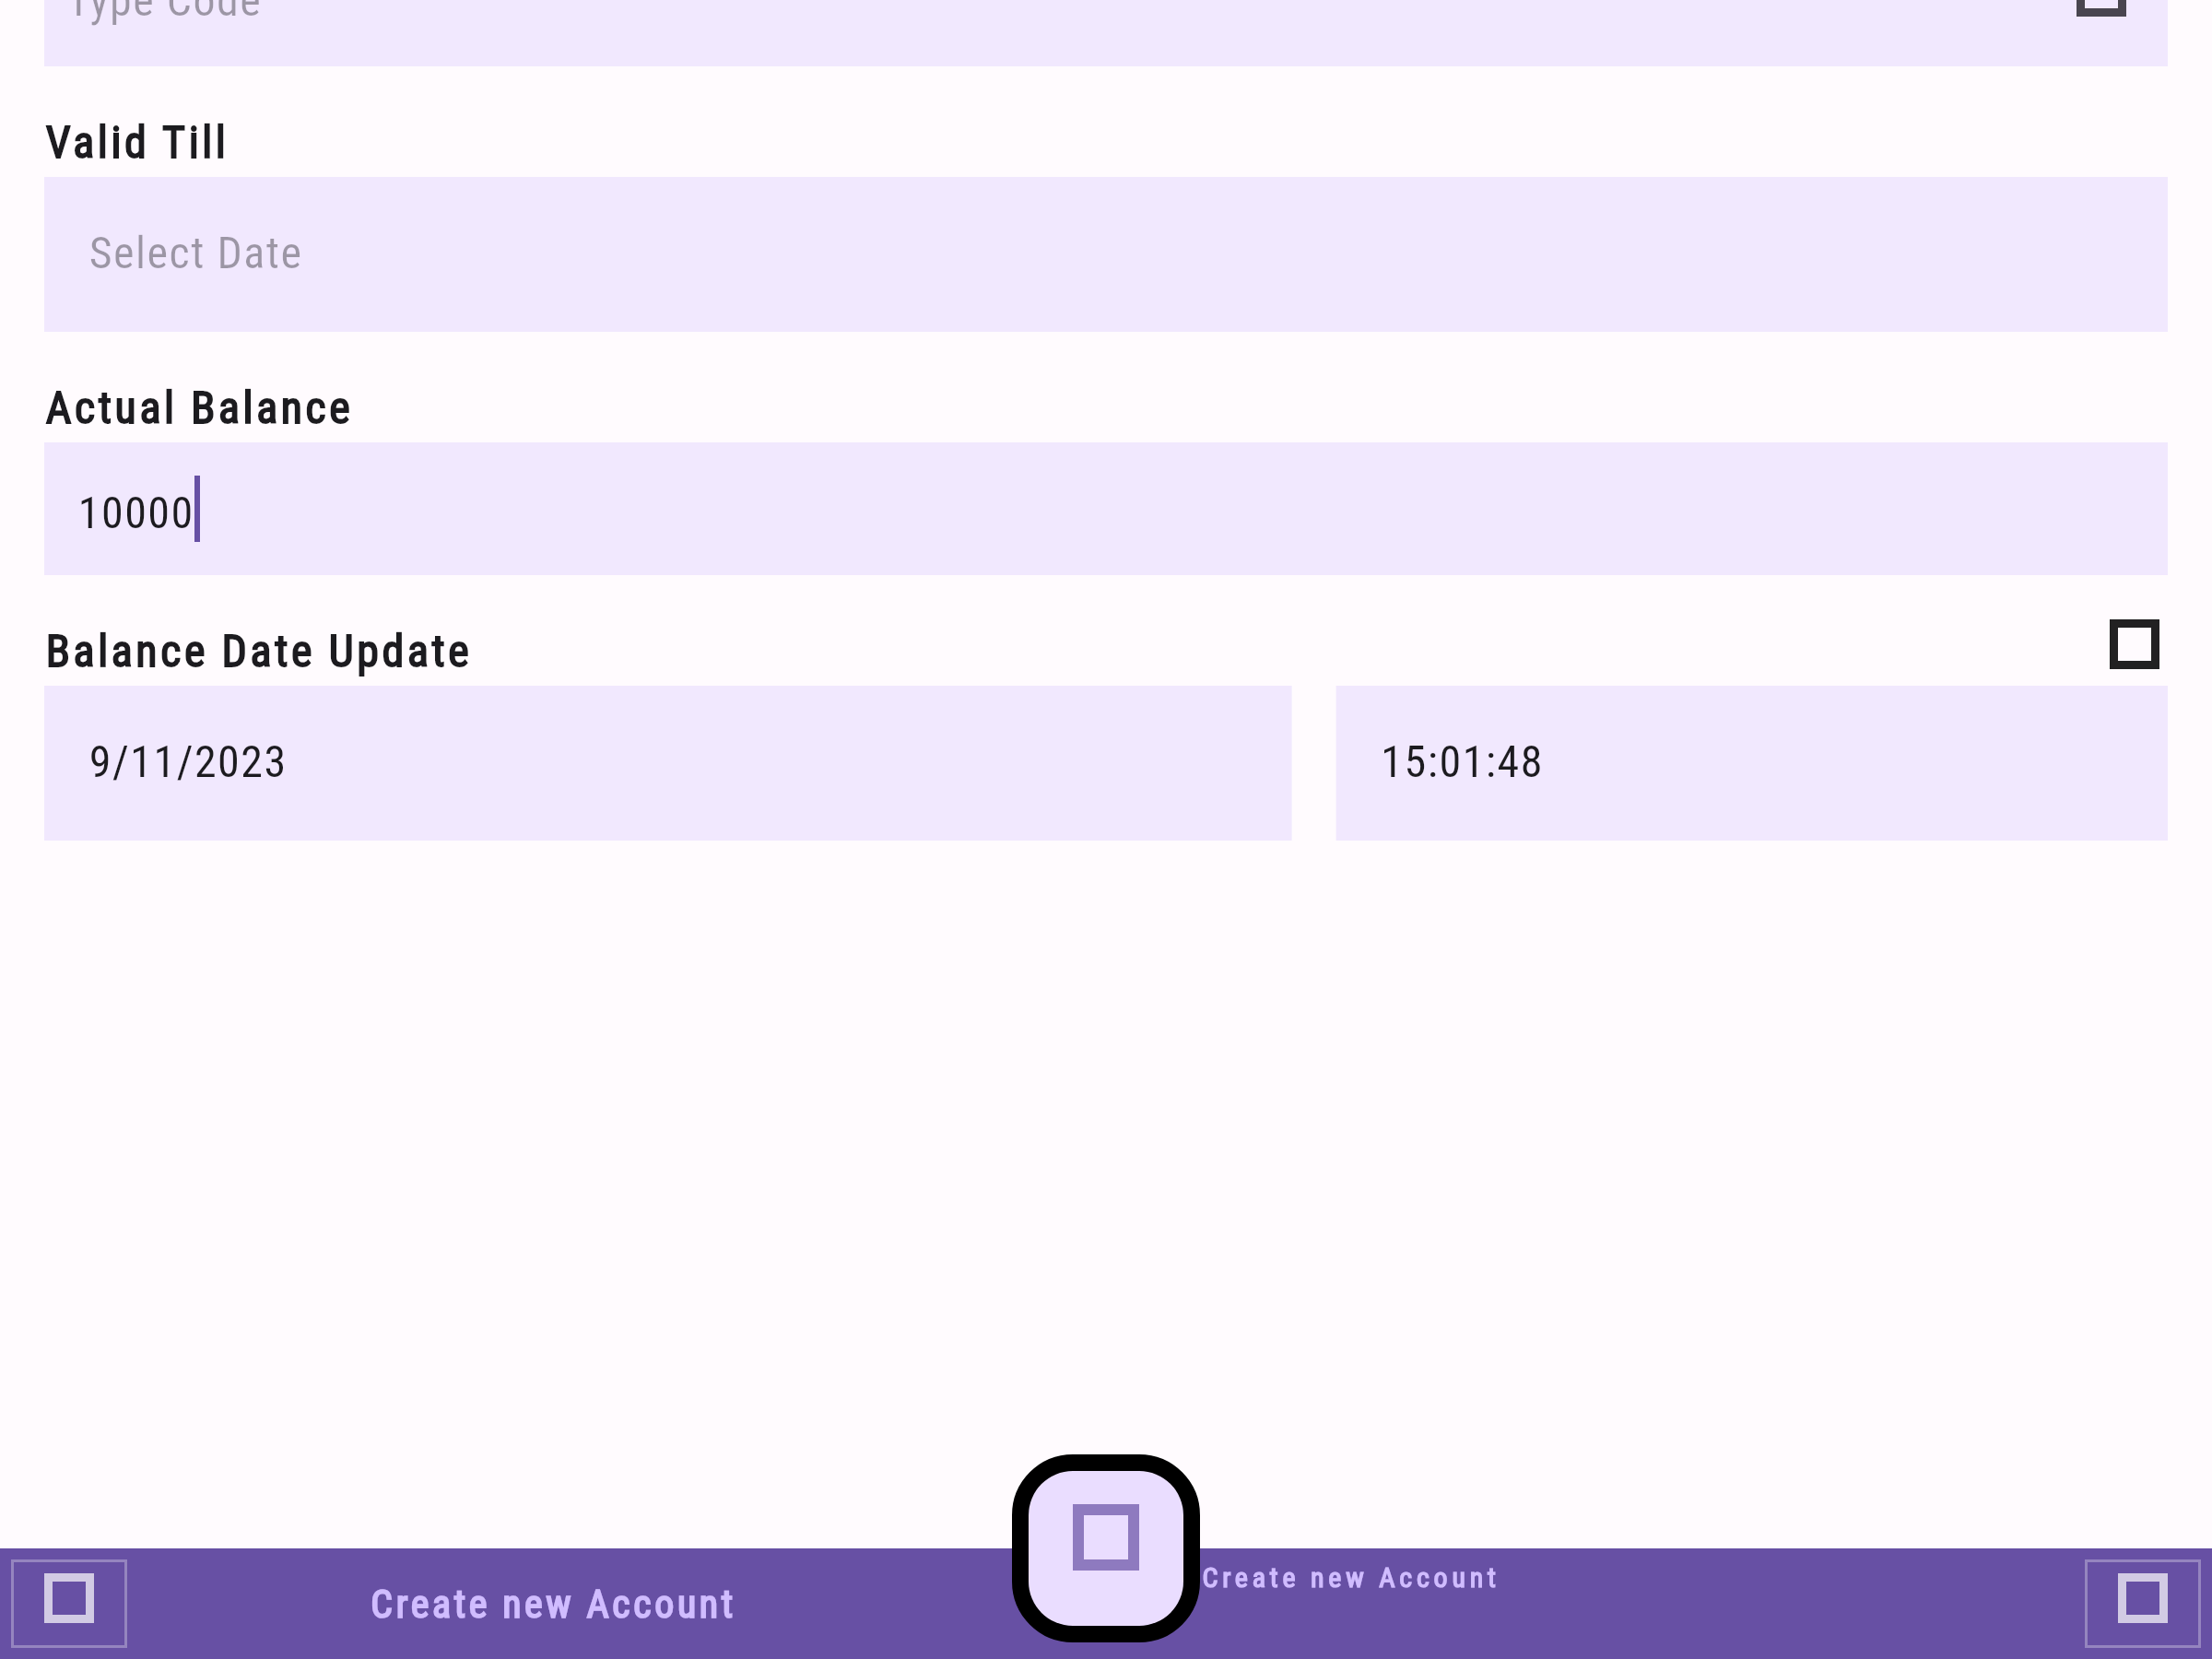 Type Code
Valid Till
Select Date
Actual Balance
10000
Balance Date Update
9/11/2023
15:01:48
Create new Account
Create new Account